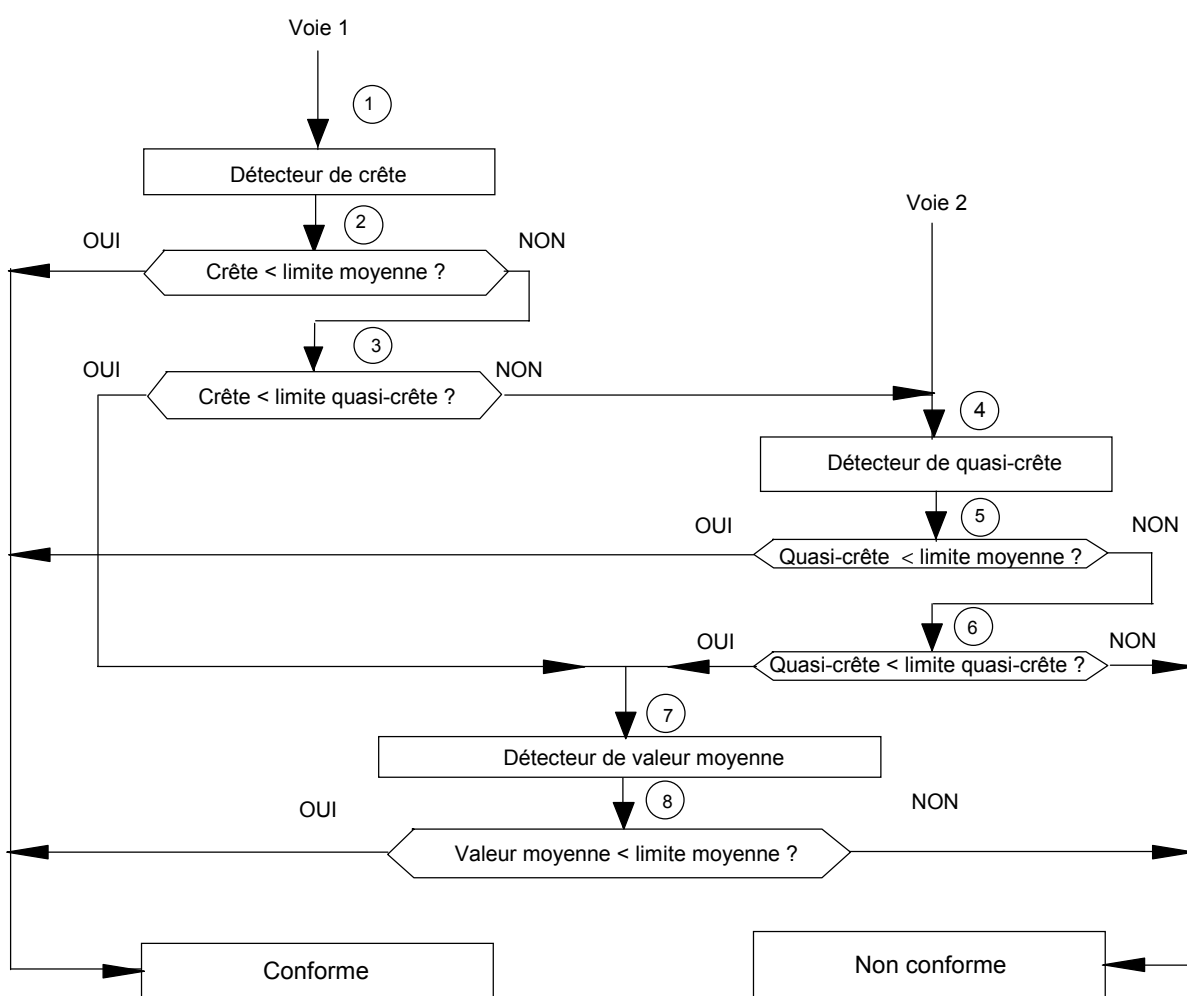 Voie 1
1
Détecteur de crête
2
Voie 2
OUI
NON
Crête < limite moyenne ?
3
OUI
NON
Crête < limite quasi-crête ?
4
Détecteur de quasi-crête
5
OUI
NON
Quasi-crête < limite moyenne ?
6
OUI
NON
Quasi-crête < limite quasi-crête ?
7
Détecteur de valeur moyenne
8
OUI
NON
Valeur moyenne < limite moyenne ?
Conforme
Non conforme